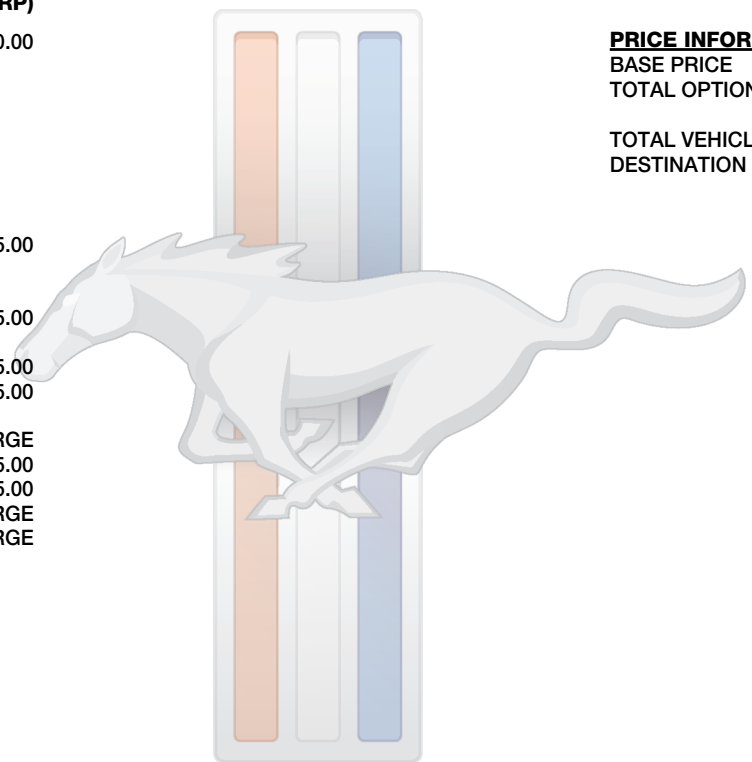 RP)
0.00
5.00
5.00
5.00
5.00
RGE
5.00
5.00
RGE
RGE
PRICE INFOR
BASE PRICE
TOTAL OPTION
TOTAL VEHICL
DESTINATION